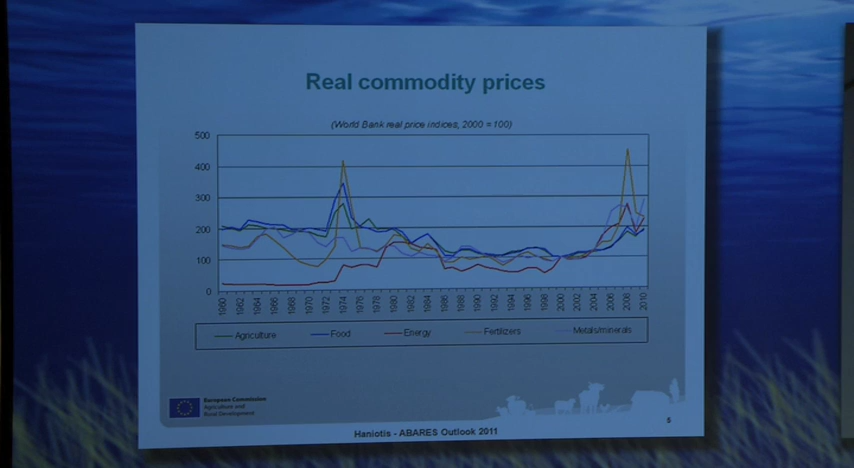 Real commodity prices
(World Bank real price indices, 2000 = 100)
500
400
300
200
100
0
1960 1962 1964 1966 1968 1970 1972 1974 1976 1978 1980 1982 1984 1986 1988 1990 1992 1994 1996 1998 2000 2002 2004 2006 2008 2010
Agriculture Food Energy Fertilizers Metals/minerals
European Commission
Agriculture and
Rural Development
Haniotis - ABARES Outlook 2011
5